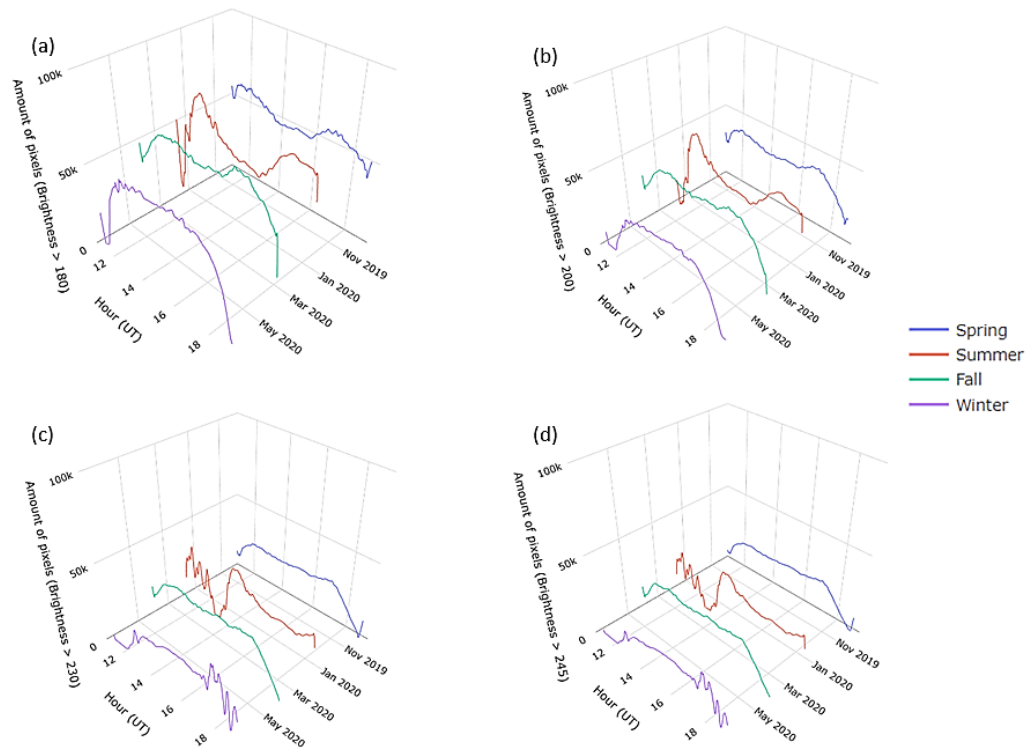 (a)
100k
50k
0
Amount of pixels (Brightness > 180)
12
14
16
18
Hour (UT)
Nov 2019
Jan 2020
Mar 2020
May 2020
(b)
100k
50k
0
Amount of pixels (Brightness > 200)
12
14
16
18
Hour (UT)
Nov 2019
Jan 2020
Mar 2020
May 2020
Spring
Summer
Fall
Winter
(c)
100k
50k
0
Amount of pixels (Brightness > 230)
12
14
16
18
Hour (UT)
Nov 2019
Jan 2020
Mar 2020
May 2020
(d)
100k
50k
0
Amount of pixels (Brightness > 245)
12
14
16
18
Hour (UT)
Nov 2019
Jan 2020
Mar 2020
May 2020